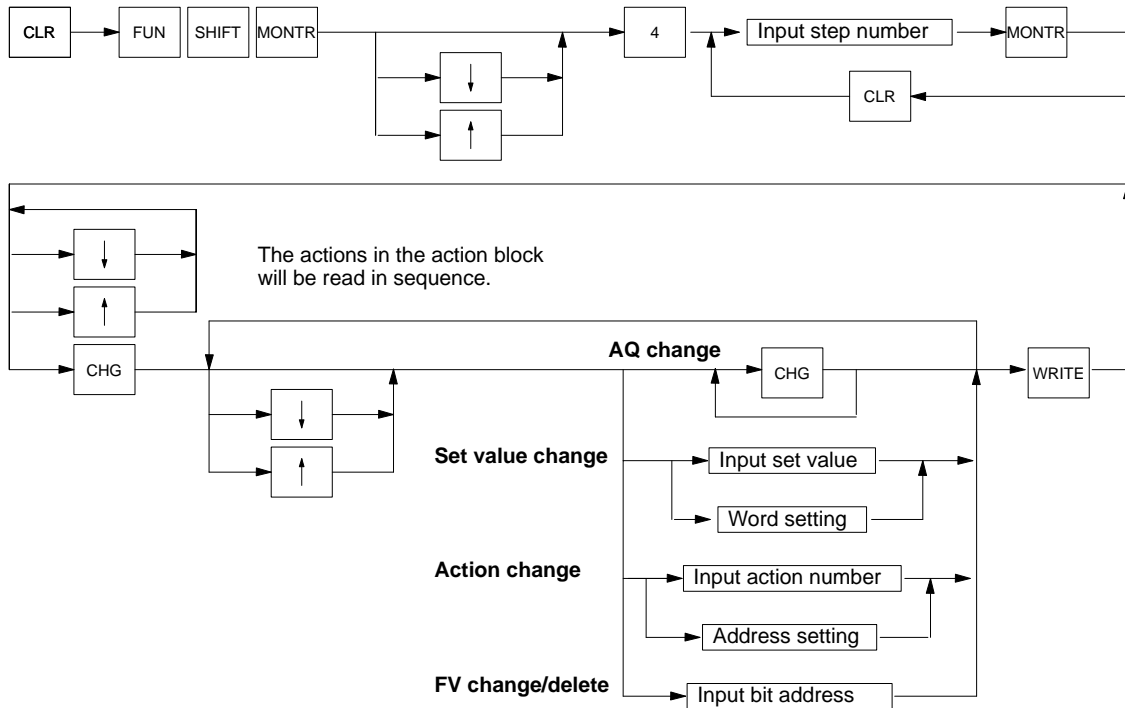 CLR FUN SHIFT MONTR 4 Input step number MONTR
CLR
The actions in the action block
will be read in sequence.
AQ change
CHG CHG WRITE
Set value change Input set value
Word setting
Action change Input action number
Address setting
FV change/delete Input bit address